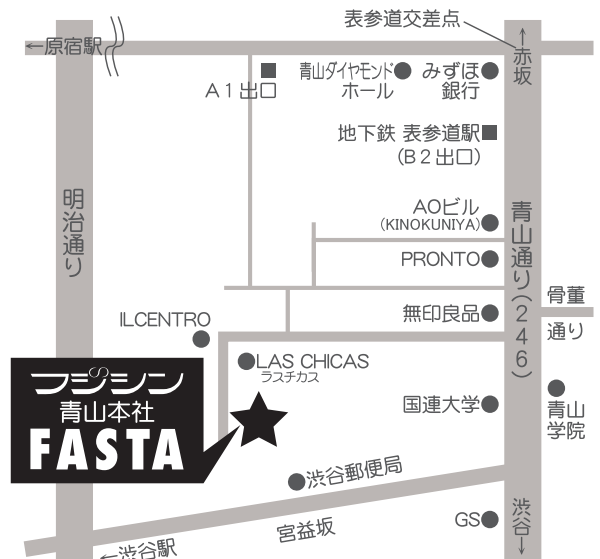 表参道交差点
←原宿駅
←赤坂
A1出口
青山ダイヤモンド
ホール
みずほ
銀行
地下鉄 表参道駅
(B2出口)
明治通り
AOビル
(KINOKUNIYA)
青山通り(246)
PRONTO
骨董
通り
無印良品
ILCENTRO
LAS CHICAS
ラスチカス
フジシン
青山本社
FASTA
国連大学
青山
学院
渋谷郵便局
宮益坂
GS
渋谷→
←渋谷駅